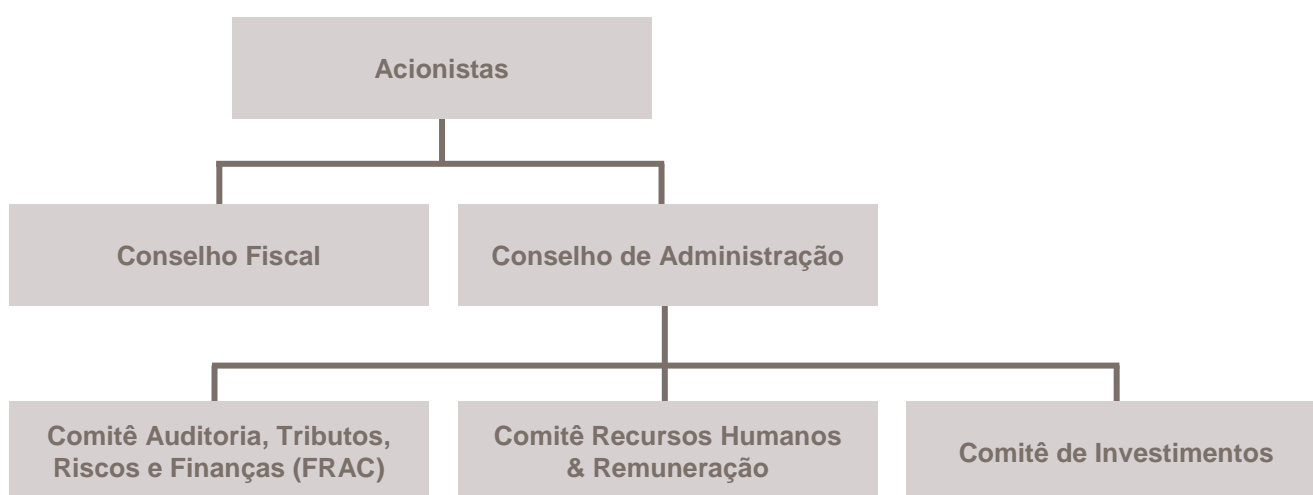 Acionistas
Conselho Fiscal
Conselho de Administração
Comitê Auditoria, Tributos,
Riscos e Finanças (FRAC)
Comitê Recursos Humanos
& Remuneração
Comitê de Investimentos